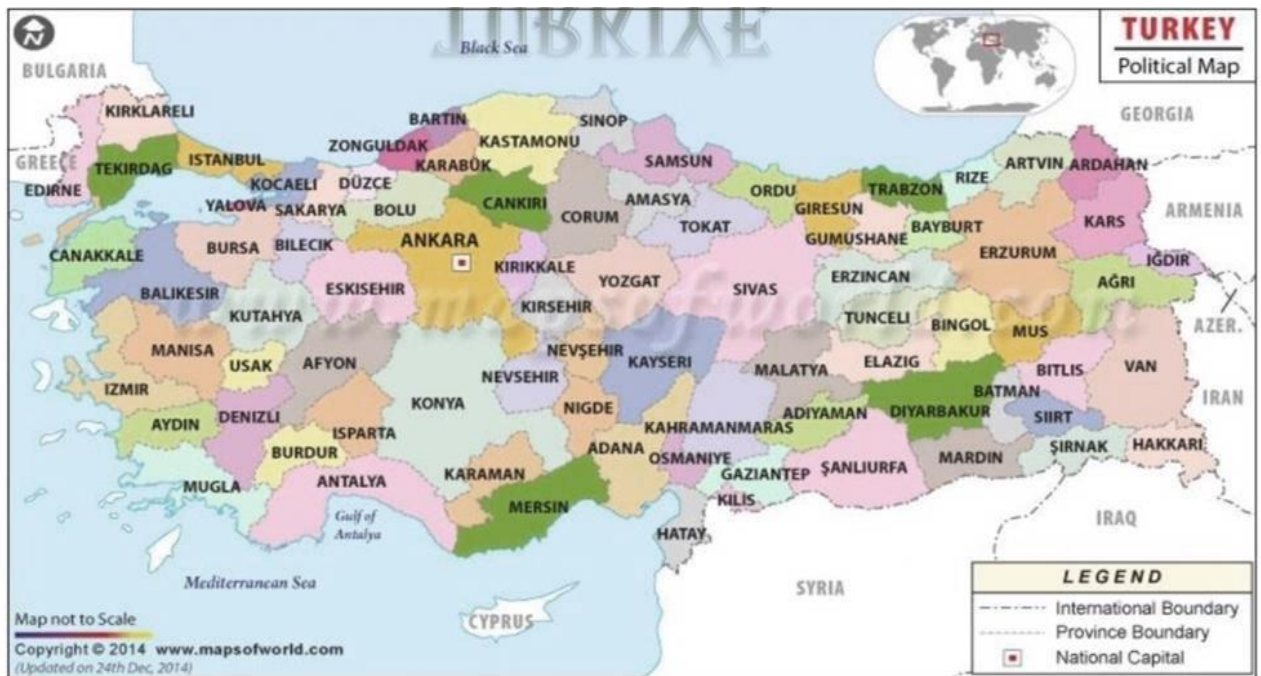 TÜRKİYE
Black Sea
TURKEY
Political Map
N
BULGARIA
GEORGIA
KIRKLARELI
BARTIN
SINOP
ZONGULDAK
KASTAMONU
GREECE
TEKIRDAG
ISTANBUL
KARABÜK
SAMSUN
ARTVIN
ARDAHAN
EDIRNE
KOCAELI
DÜZCE
ORDU
TRABZON
RIZE
YALOVA
SAKARYA
BOLU
CANKIRI
CORUM
AMASYA
GIRESUN
KARS
ARMENIA
CANAKKALE
BURSA
BILECIK
ANKARA
TOKAT
GUMUSHANE
BAYBURT
ERZURUM
IĞDIR
BALIKESIR
ESKISEHIR
KIRIKKALE
YOZGAT
SIVAS
ERZINCAN
AĞRI
www.mapsofworld.com
KUTAHYA
KIRSEHIR
TUNCELI
BINGOL
MUS
AZER.
MANISA
USAK
AFYON
NEVŞEHIR
KAYSERI
MALATYA
ELAZIG
BITLIS
VAN
IZMIR
DENIZLI
KONYA
NEVSEHIR
NIGDE
ADIYAMAN
DIYARBAKUR
BATMAN
SIIRT
IRAN
AYDIN
BURDUR
ISPARTA
KARAMAN
ADANA
KAHRAMANMARAS
OSMANIYE
GAZIANTEP
ŞANLIURFA
MARDIN
ŞIRNAK
HAKKARI
MUGLA
ANTALYA
MERSIN
KILIS
Gulf of
Antalya
HATAY
IRAQ
Mediterranean Sea
CYPRUS
SYRIA
LEGEND
International Boundary
Province Boundary
National Capital
Map not to Scale
Copyright © 2014 www.mapsofworld.com
(Updated on 24th Dec, 2014)